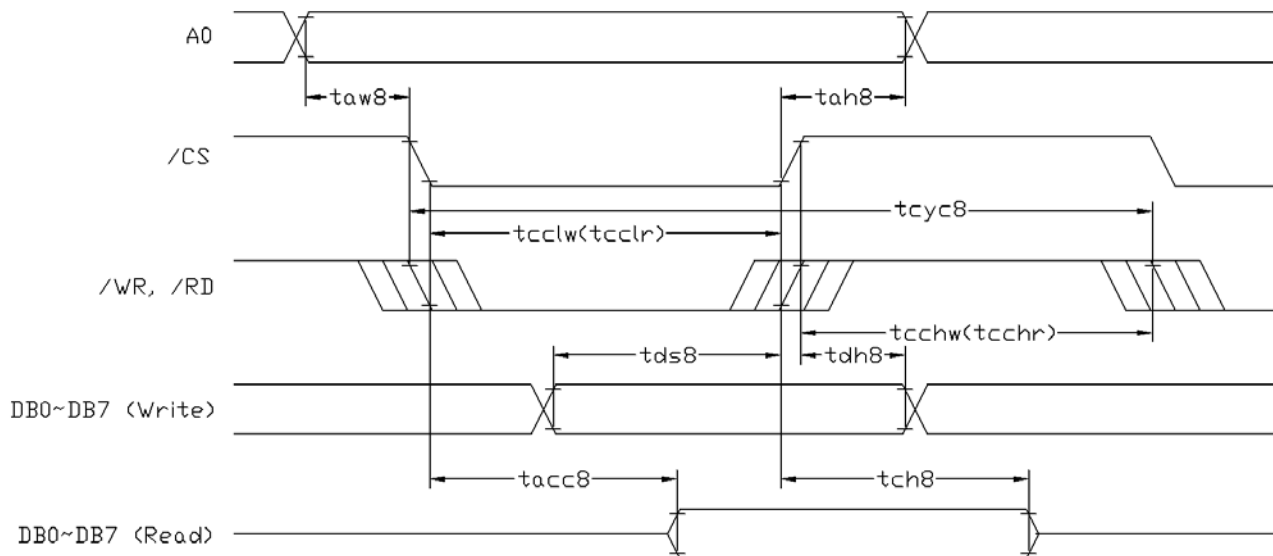 A0
taw8
tah8
/CS
tcyc8
tcclw(tcclr)
/WR, /RD
tcchw(tcchr)
tds8
tdh8
DB0~DB7 (Write)
tacc8
tch8
DB0~DB7 (Read)